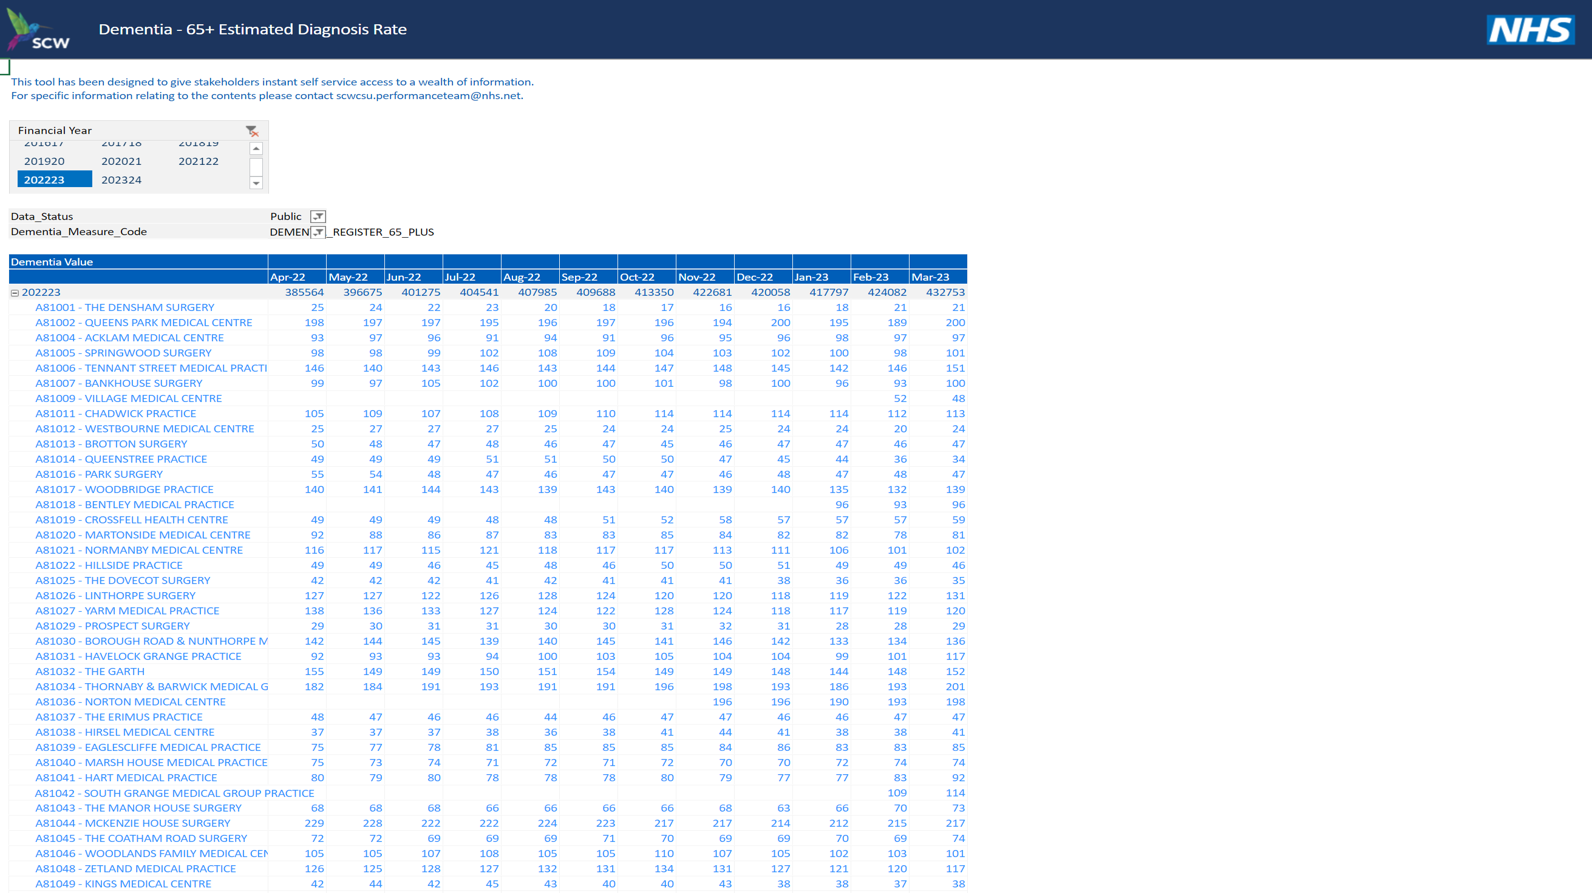 SCW
Dementia - 65+ Estimated Diagnosis Rate
NHS
This tool has been designed to give stakeholders instant self service access to a wealth of information.
For specific information relating to the contents please contact scwcsu.performanceteam@nhs.net.
Financial Year
201617 201718 201819
201920 202021 202122
202223 202324
Data_Status Public
Dementia_Measure_Code DEMEN _REGISTER_65_PLUS
Dementia Value
Apr-22 May-22 Jun-22 Jul-22 Aug-22 Sep-22 Oct-22 Nov-22 Dec-22 Jan-23 Feb-23 Mar-23
202223 385564 396675 401275 404541 407985 409688 413350 422681 420058 417797 424082 432753
A81001 - THE DENSHAM SURGERY 25 24 22 23 20 18 17 16 16 18 21 21
A81002 - QUEENS PARK MEDICAL CENTRE 198 197 197 195 196 197 196 194 200 195 189 200
A81004 - ACKLAM MEDICAL CENTRE 93 97 96 91 94 91 96 95 96 98 97 97
A81005 - SPRINGWOOD SURGERY 98 98 99 102 108 109 104 103 102 100 98 101
A81006 - TENNANT STREET MEDICAL PRACTI 146 140 143 146 143 144 147 148 145 142 146 151
A81007 - BANKHOUSE SURGERY 99 97 105 102 100 100 101 98 100 96 93 100
A81009 - VILLAGE MEDICAL CENTRE 52 48
A81011 - CHADWICK PRACTICE 105 109 107 108 109 110 114 114 114 114 112 113
A81012 - WESTBOURNE MEDICAL CENTRE 25 27 27 27 25 24 24 25 24 24 20 24
A81013 - BROTTON SURGERY 50 48 47 48 46 47 45 46 47 47 46 47
A81014 - QUEENSTREE PRACTICE 49 49 49 51 51 50 50 47 45 44 36 34
A81016 - PARK SURGERY 55 54 48 47 46 47 47 46 48 47 48 47
A81017 - WOODBRIDGE PRACTICE 140 141 144 143 139 143 140 139 140 135 132 139
A81018 - BENTLEY MEDICAL PRACTICE 96 93 96
A81019 - CROSSFELL HEALTH CENTRE 49 49 49 48 48 51 52 58 57 57 57 59
A81020 - MARTONSIDE MEDICAL CENTRE 92 88 86 87 83 83 85 84 82 82 78 81
A81021 - NORMANBY MEDICAL CENTRE 116 117 115 121 118 117 117 113 111 106 101 102
A81022 - HILLSIDE PRACTICE 49 49 46 45 48 46 50 50 51 49 49 46
A81025 - THE DOVECOT SURGERY 42 42 42 41 42 41 41 41 38 36 36 35
A81026 - LINTHORPE SURGERY 127 127 122 126 128 124 120 120 118 119 122 131
A81027 - YARM MEDICAL PRACTICE 138 136 133 127 124 122 128 124 118 117 119 120
A81029 - PROSPECT SURGERY 29 30 31 31 30 30 31 32 31 28 28 29
A81030 - BOROUGH ROAD & NUNTHORPE M 142 144 145 139 140 145 141 146 142 133 134 136
A81031 - HAVELOCK GRANGE PRACTICE 92 93 93 94 100 103 105 104 104 99 101 117
A81032 - THE GARTH 155 149 149 150 151 154 149 149 148 144 148 152
A81034 - THORNABY & BARWICK MEDICAL G 182 184 191 193 191 191 196 198 193 186 193 201
A81036 - NORTON MEDICAL CENTRE 196 196 190 193 198
A81037 - THE ERIMUS PRACTICE 48 47 46 46 44 46 47 47 46 46 47 47
A81038 - HIRSEL MEDICAL CENTRE 37 37 37 38 36 38 41 44 41 38 38 41
A81039 - EAGLESCLIFFE MEDICAL PRACTICE 75 77 78 81 85 85 85 84 86 83 83 85
A81040 - MARSH HOUSE MEDICAL PRACTICE 75 73 74 71 72 71 72 70 70 72 74 74
A81041 - HART MEDICAL PRACTICE 80 79 80 78 78 78 80 79 77 77 83 92
A81042 - SOUTH GRANGE MEDICAL GROUP PRACTICE 109 114
A81043 - THE MANOR HOUSE SURGERY 68 68 68 66 66 66 66 68 63 66 70 73
A81044 - MCKENZIE HOUSE SURGERY 229 228 222 222 224 223 217 217 214 212 215 217
A81045 - THE COATHAM ROAD SURGERY 72 72 69 69 69 71 70 69 69 70 69 74
A81046 - WOODLANDS FAMILY MEDICAL CEN 105 105 107 108 105 105 110 107 105 102 103 101
A81048 - ZETLAND MEDICAL PRACTICE 126 125 128 127 132 131 134 131 127 121 120 117
A81049 - KINGS MEDICAL CENTRE 42 44 42 45 43 40 40 43 38 38 37 38